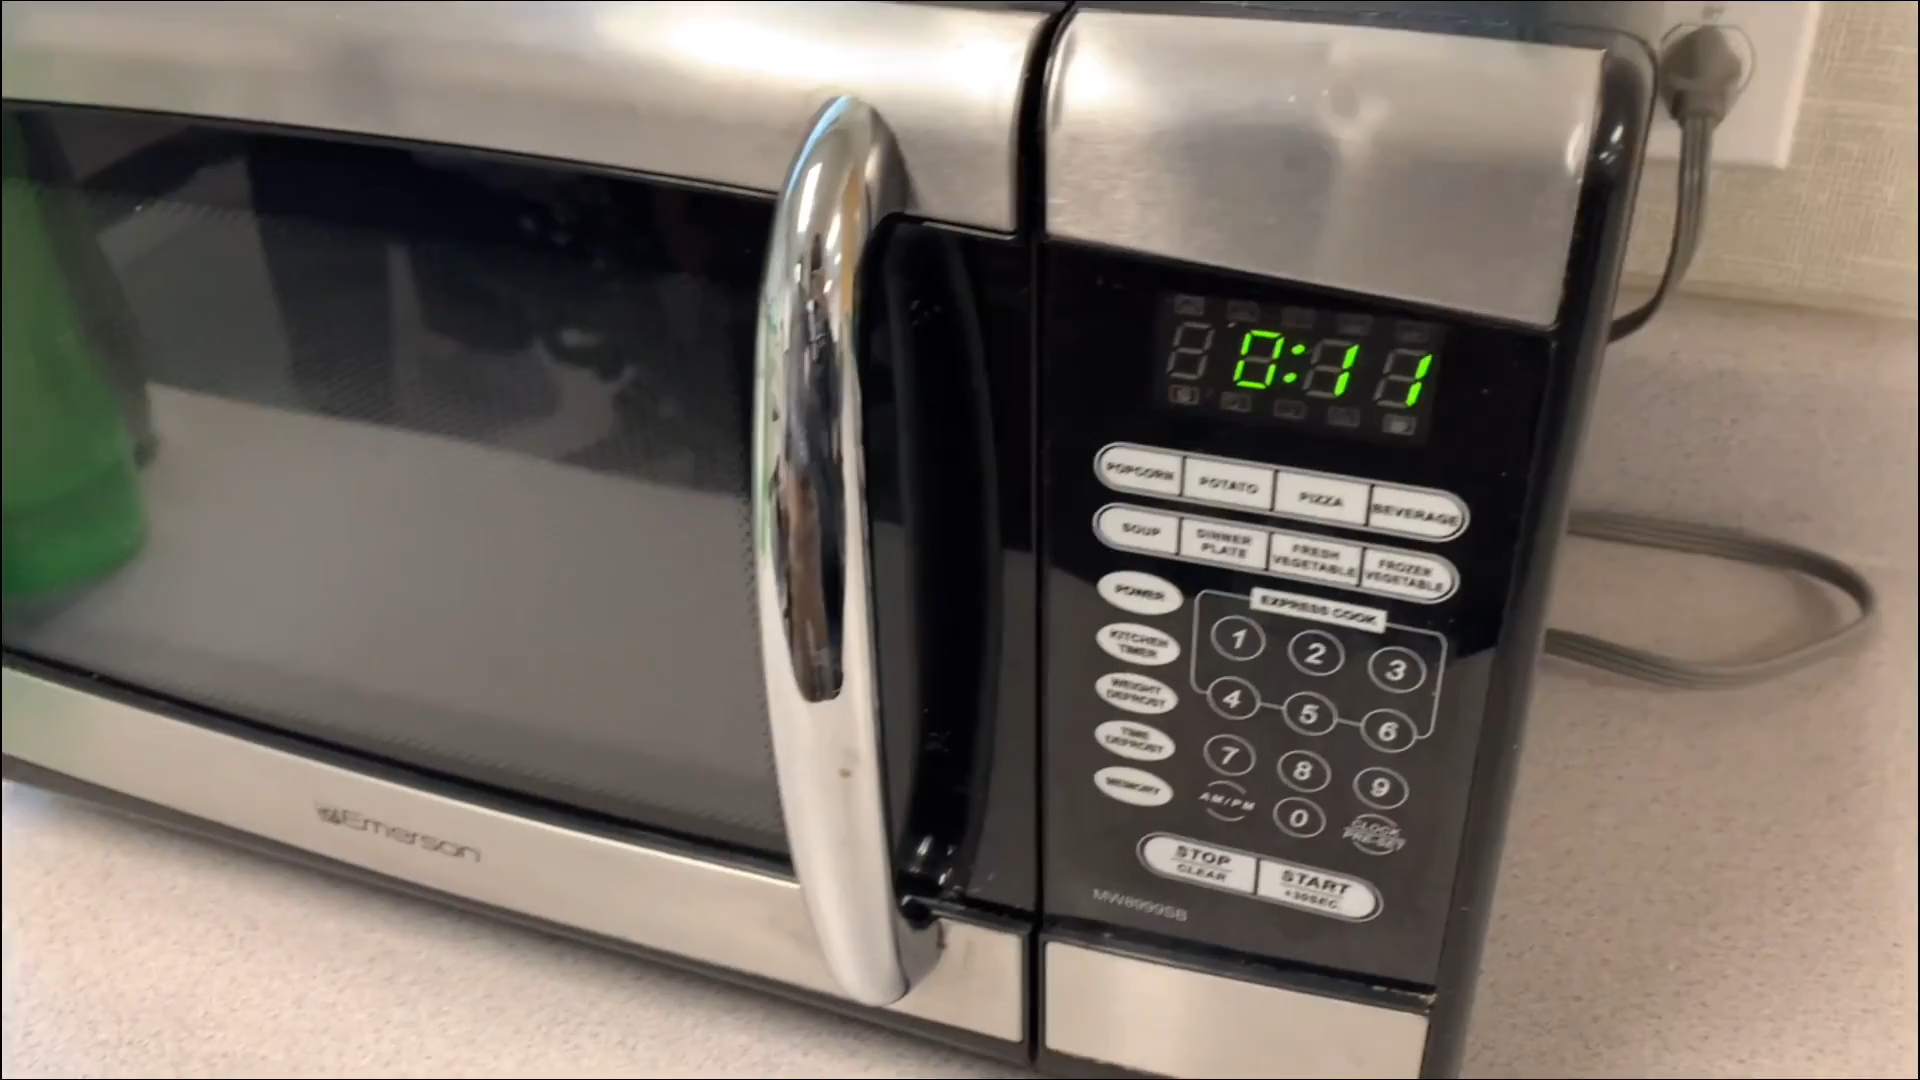 0:11
POPCORN POTATO PIZZA BEVERAGE
SOUP DINNER PLATE FRESH VEGETABLE FROZEN VEGETABLE
POWER
EXPRESS COOK
KITCHEN TIMER
1 2 3
WEIGHT DEFROST
4 5 6
TIME DEFROST
7 8 9
MEMORY
AM/PM 0 CLOCK PRE-SET
STOP CLEAR START +30SEC.
MW8999SB
Emerson